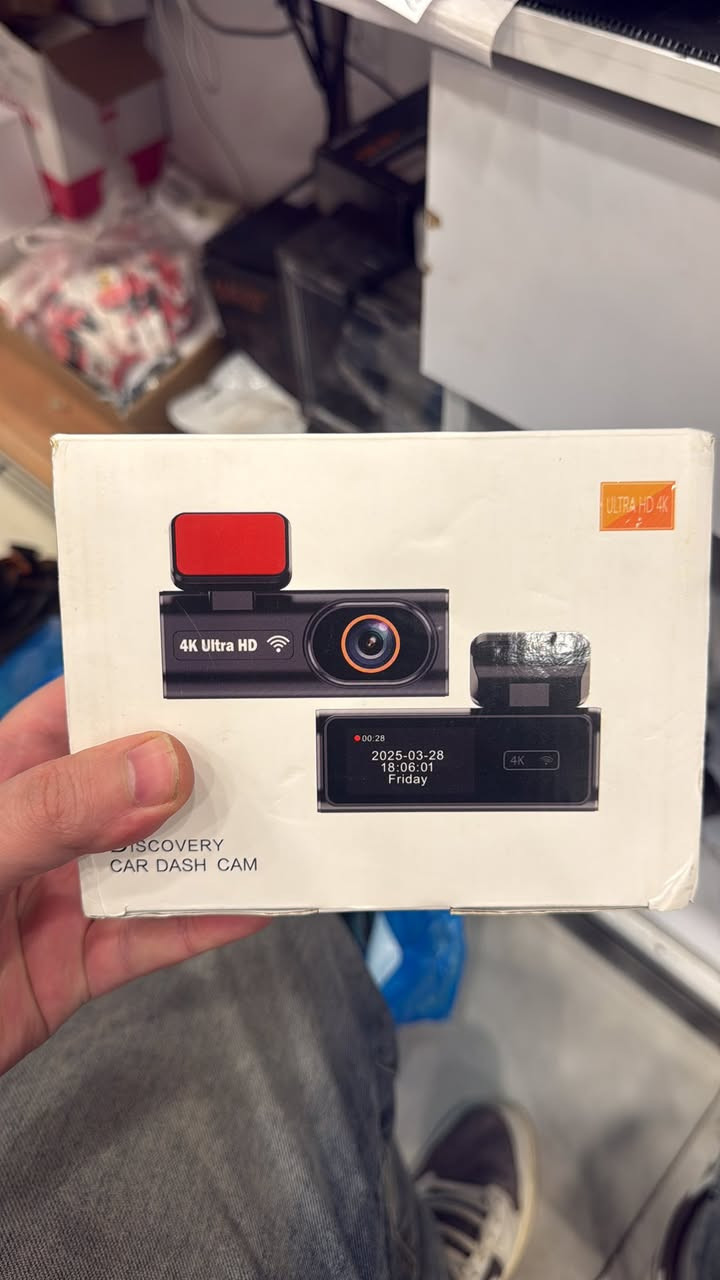 ULTRA HD 4K
4K Ultra HD
00:28
2025-03-28
18:06:01
Friday
4K
DISCOVERY
CAR DASH CAM